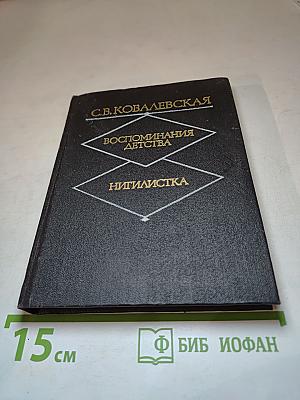 С.В. КОВАЛЕВСКАЯ
ВОСПОМИНАНИЯ
ДЕТСТВА
НИГИЛИСТКА
15 см
Ф БИБ ИОФАН